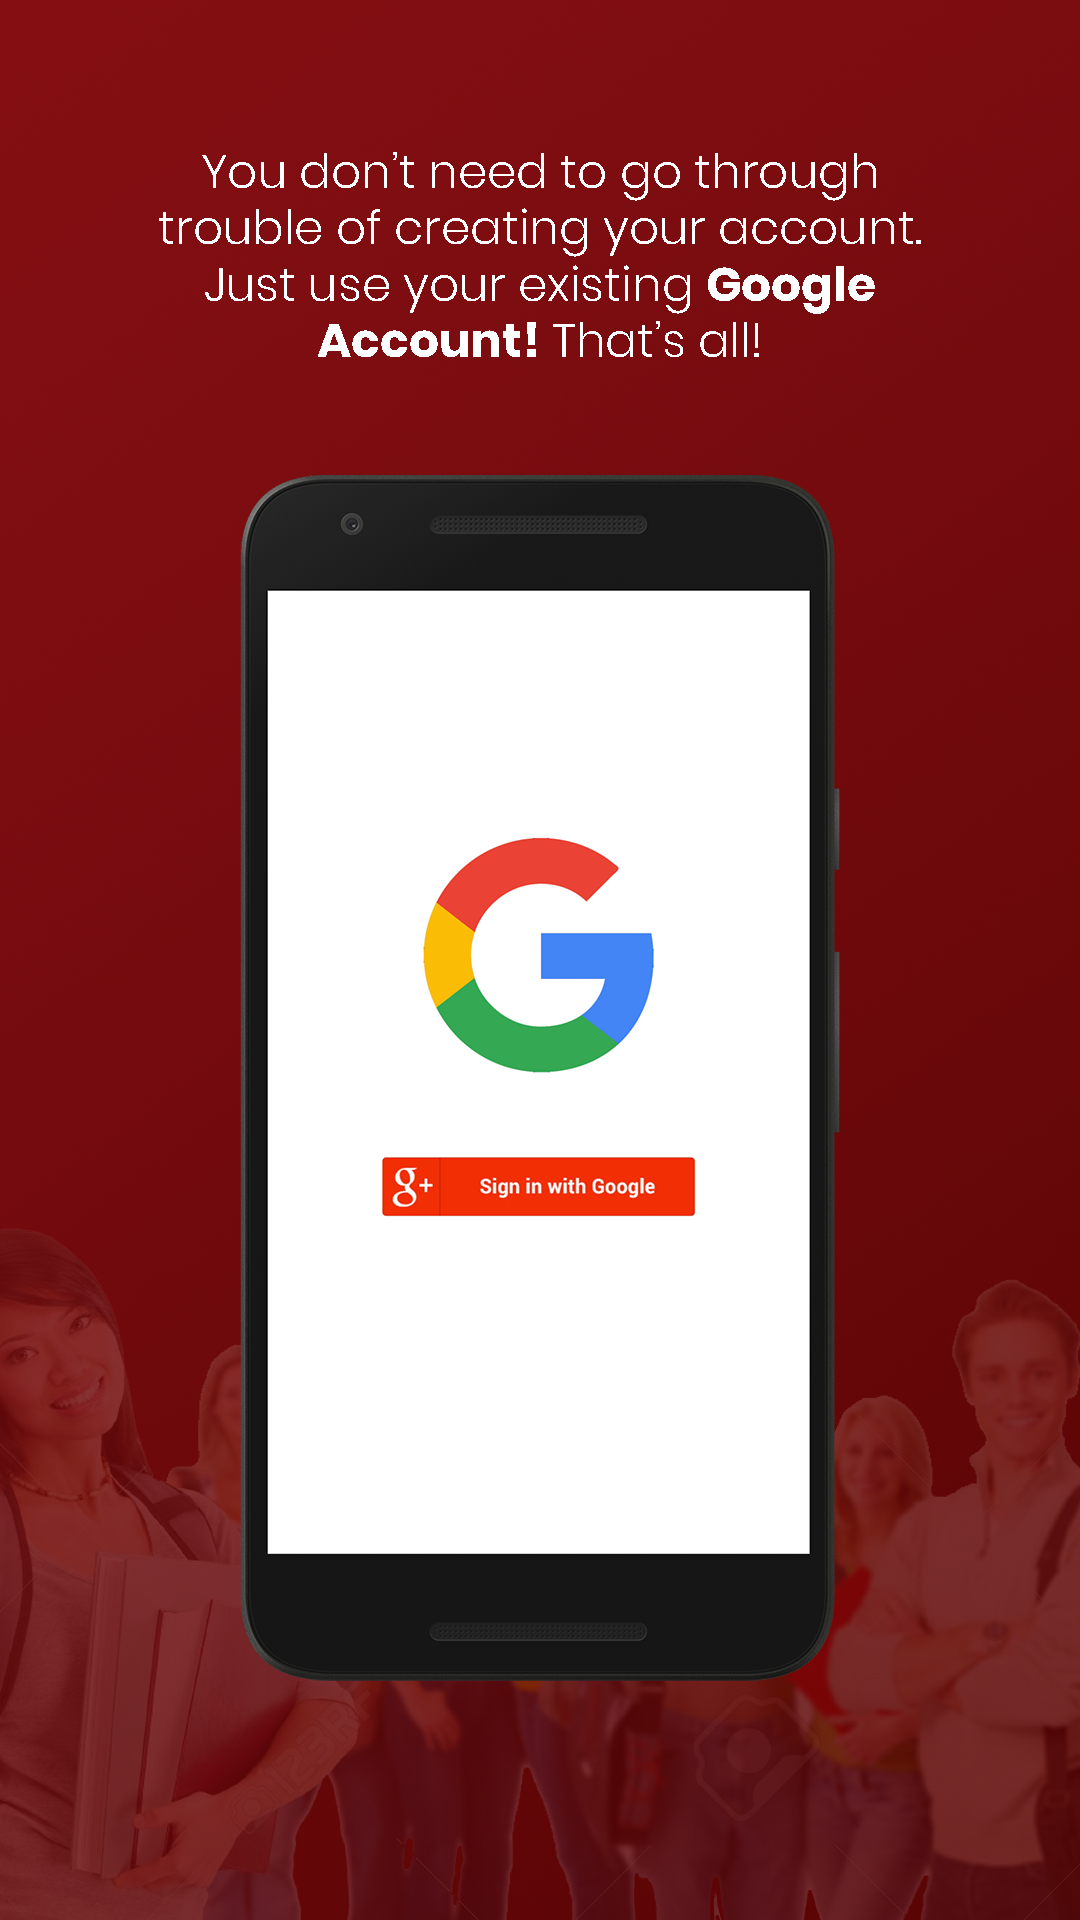 You don’t need to go through
trouble of creating your account.
Just use your existing Google
Account! That’s all!
G
g+ Sign in with Google
123R